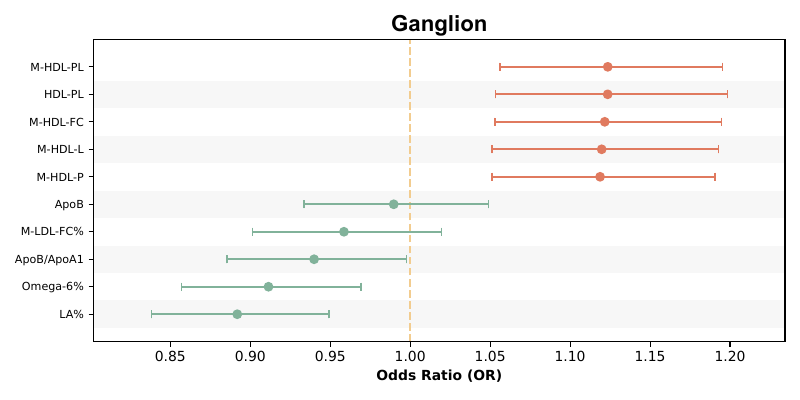 Ganglion
M-HDL-PL
HDL-PL
M-HDL-FC
M-HDL-L
M-HDL-P
ApoB
M-LDL-FC%
ApoB/ApoA1
Omega-6%
LA%
0.85 0.90 0.95 1.00 1.05 1.10 1.15 1.20
Odds Ratio (OR)